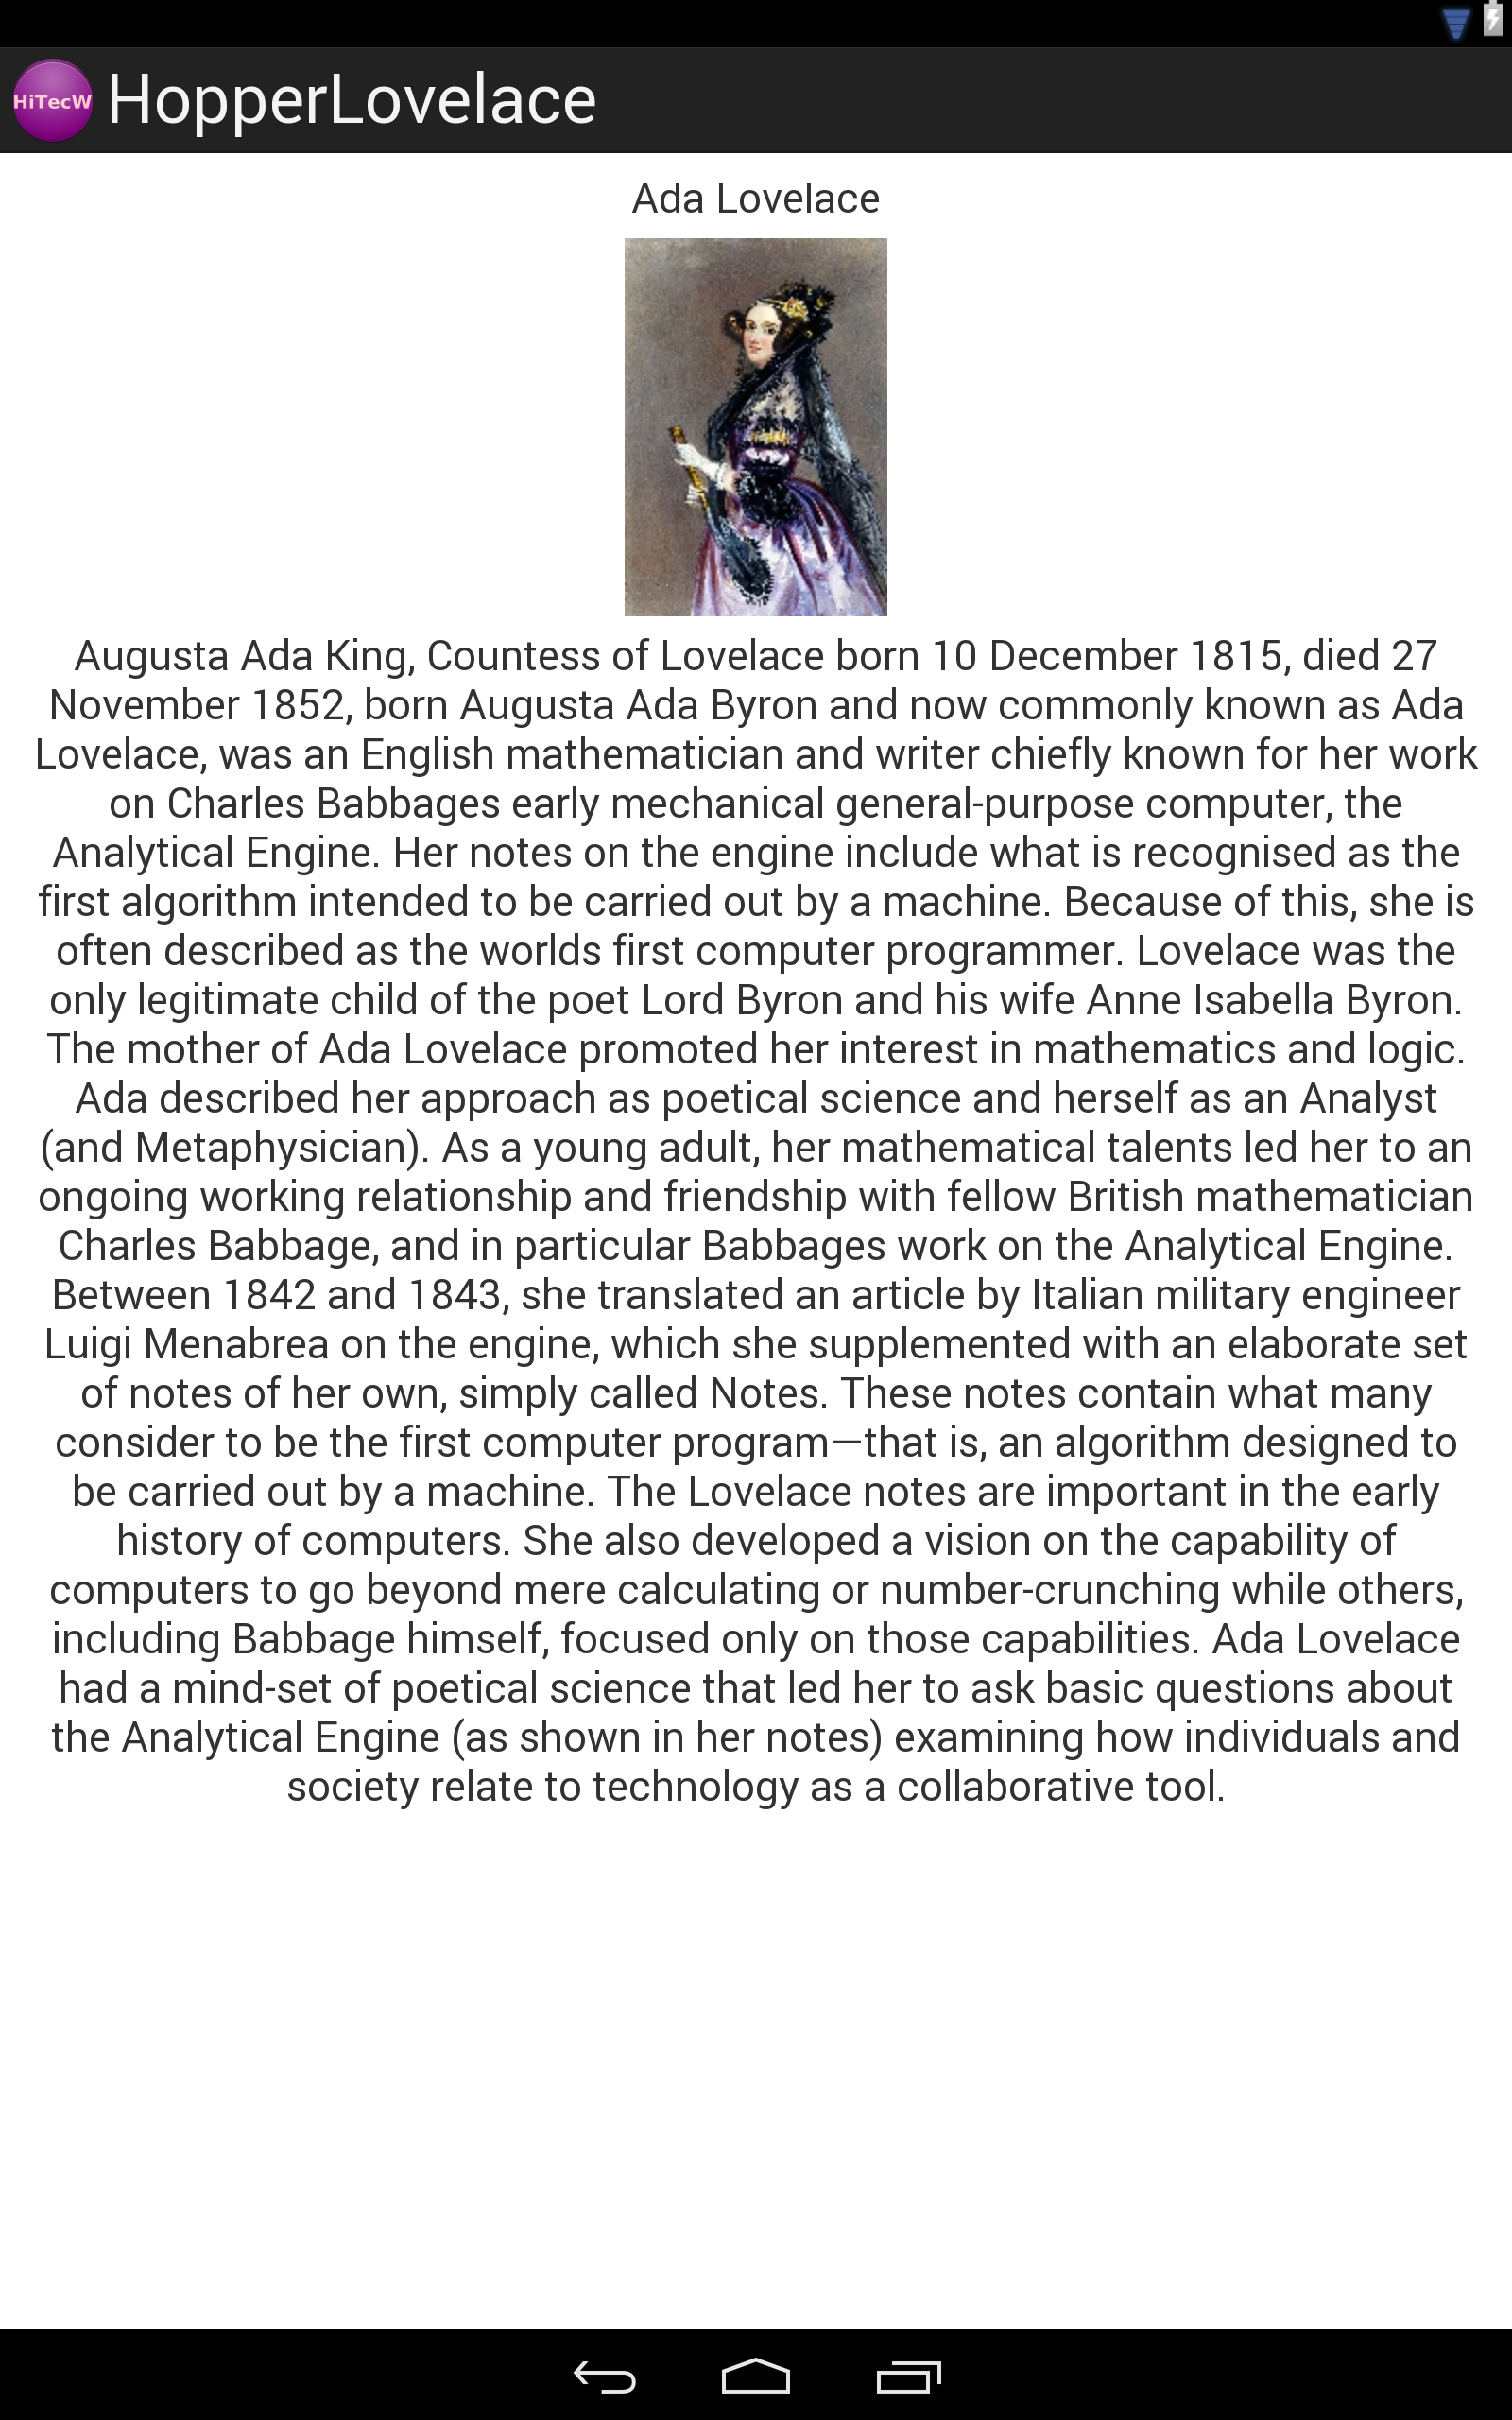 HiTecW
HopperLovelace
Ada Lovelace
Augusta Ada King, Countess of Lovelace born 10 December 1815, died 27
November 1852, born Augusta Ada Byron and now commonly known as Ada
Lovelace, was an English mathematician and writer chiefly known for her work
on Charles Babbages early mechanical general-purpose computer, the
Analytical Engine. Her notes on the engine include what is recognised as the
first algorithm intended to be carried out by a machine. Because of this, she is
often described as the worlds first computer programmer. Lovelace was the
only legitimate child of the poet Lord Byron and his wife Anne Isabella Byron.
The mother of Ada Lovelace promoted her interest in mathematics and logic.
Ada described her approach as poetical science and herself as an Analyst
(and Metaphysician). As a young adult, her mathematical talents led her to an
ongoing working relationship and friendship with fellow British mathematician
Charles Babbage, and in particular Babbages work on the Analytical Engine.
Between 1842 and 1843, she translated an article by Italian military engineer
Luigi Menabrea on the engine, which she supplemented with an elaborate set
of notes of her own, simply called Notes. These notes contain what many
consider to be the first computer program—that is, an algorithm designed to
be carried out by a machine. The Lovelace notes are important in the early
history of computers. She also developed a vision on the capability of
computers to go beyond mere calculating or number-crunching while others,
including Babbage himself, focused only on those capabilities. Ada Lovelace
had a mind-set of poetical science that led her to ask basic questions about
the Analytical Engine (as shown in her notes) examining how individuals and
society relate to technology as a collaborative tool.